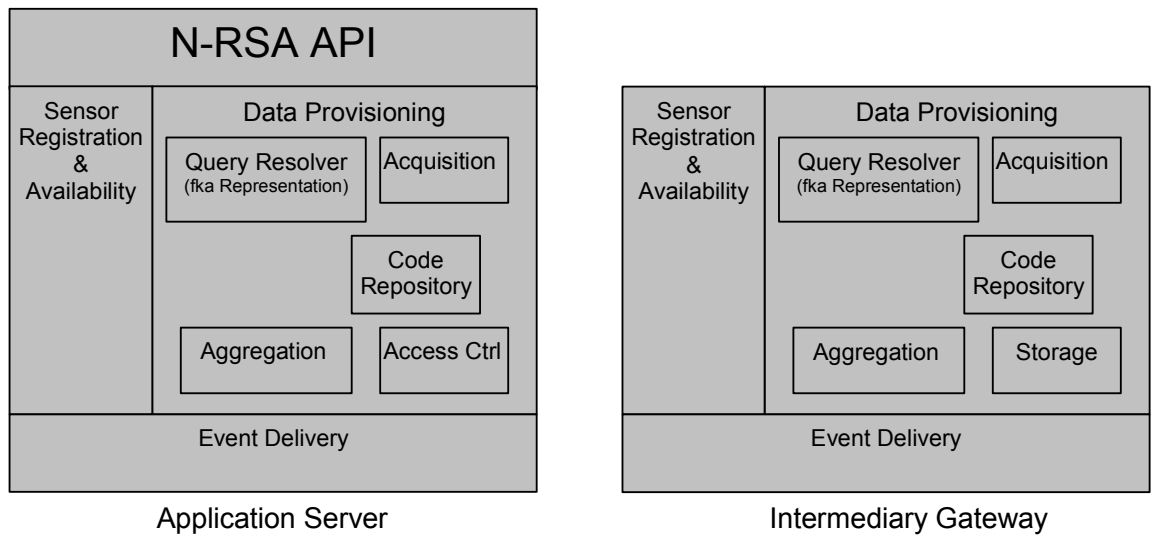 N-RSA API
Sensor
Registration
&
Availability
Data Provisioning
Query Resolver
(fka Representation)
Acquisition
Code
Repository
Aggregation
Access Ctrl
Event Delivery
Application Server
Sensor
Registration
&
Availability
Data Provisioning
Query Resolver
(fka Representation)
Acquisition
Code
Repository
Aggregation
Storage
Event Delivery
Intermediary Gateway